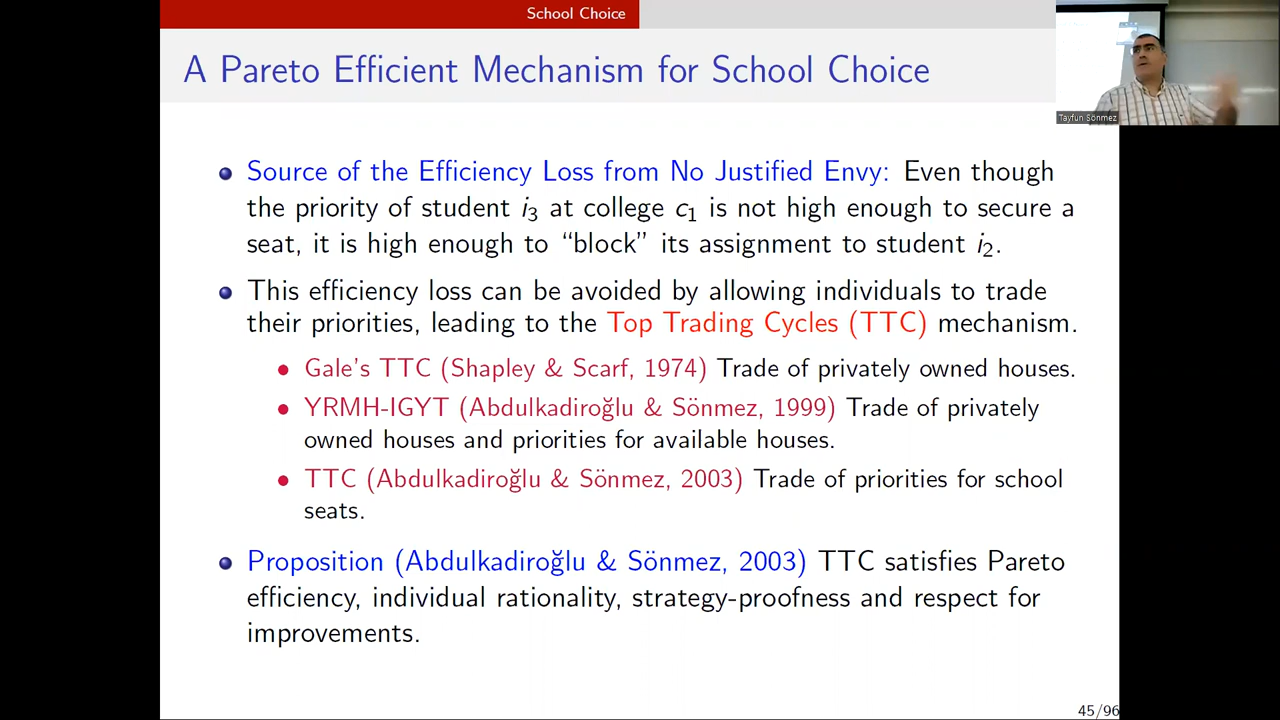 School Choice
A Pareto Efficient Mechanism for School Choice
Tayfun Sönmez
Source of the Efficiency Loss from No Justified Envy: Even though
the priority of student i₃ at college c₁ is not high enough to secure a
seat, it is high enough to “block” its assignment to student i₂.
This efficiency loss can be avoided by allowing individuals to trade
their priorities, leading to the Top Trading Cycles (TTC) mechanism.
Gale's TTC (Shapley & Scarf, 1974) Trade of privately owned houses.
YRMH-IGYT (Abdulkadiroğlu & Sönmez, 1999) Trade of privately
owned houses and priorities for available houses.
TTC (Abdulkadiroğlu & Sönmez, 2003) Trade of priorities for school
seats.
Proposition (Abdulkadiroğlu & Sönmez, 2003) TTC satisfies Pareto
efficiency, individual rationality, strategy-proofness and respect for
improvements.
45/96